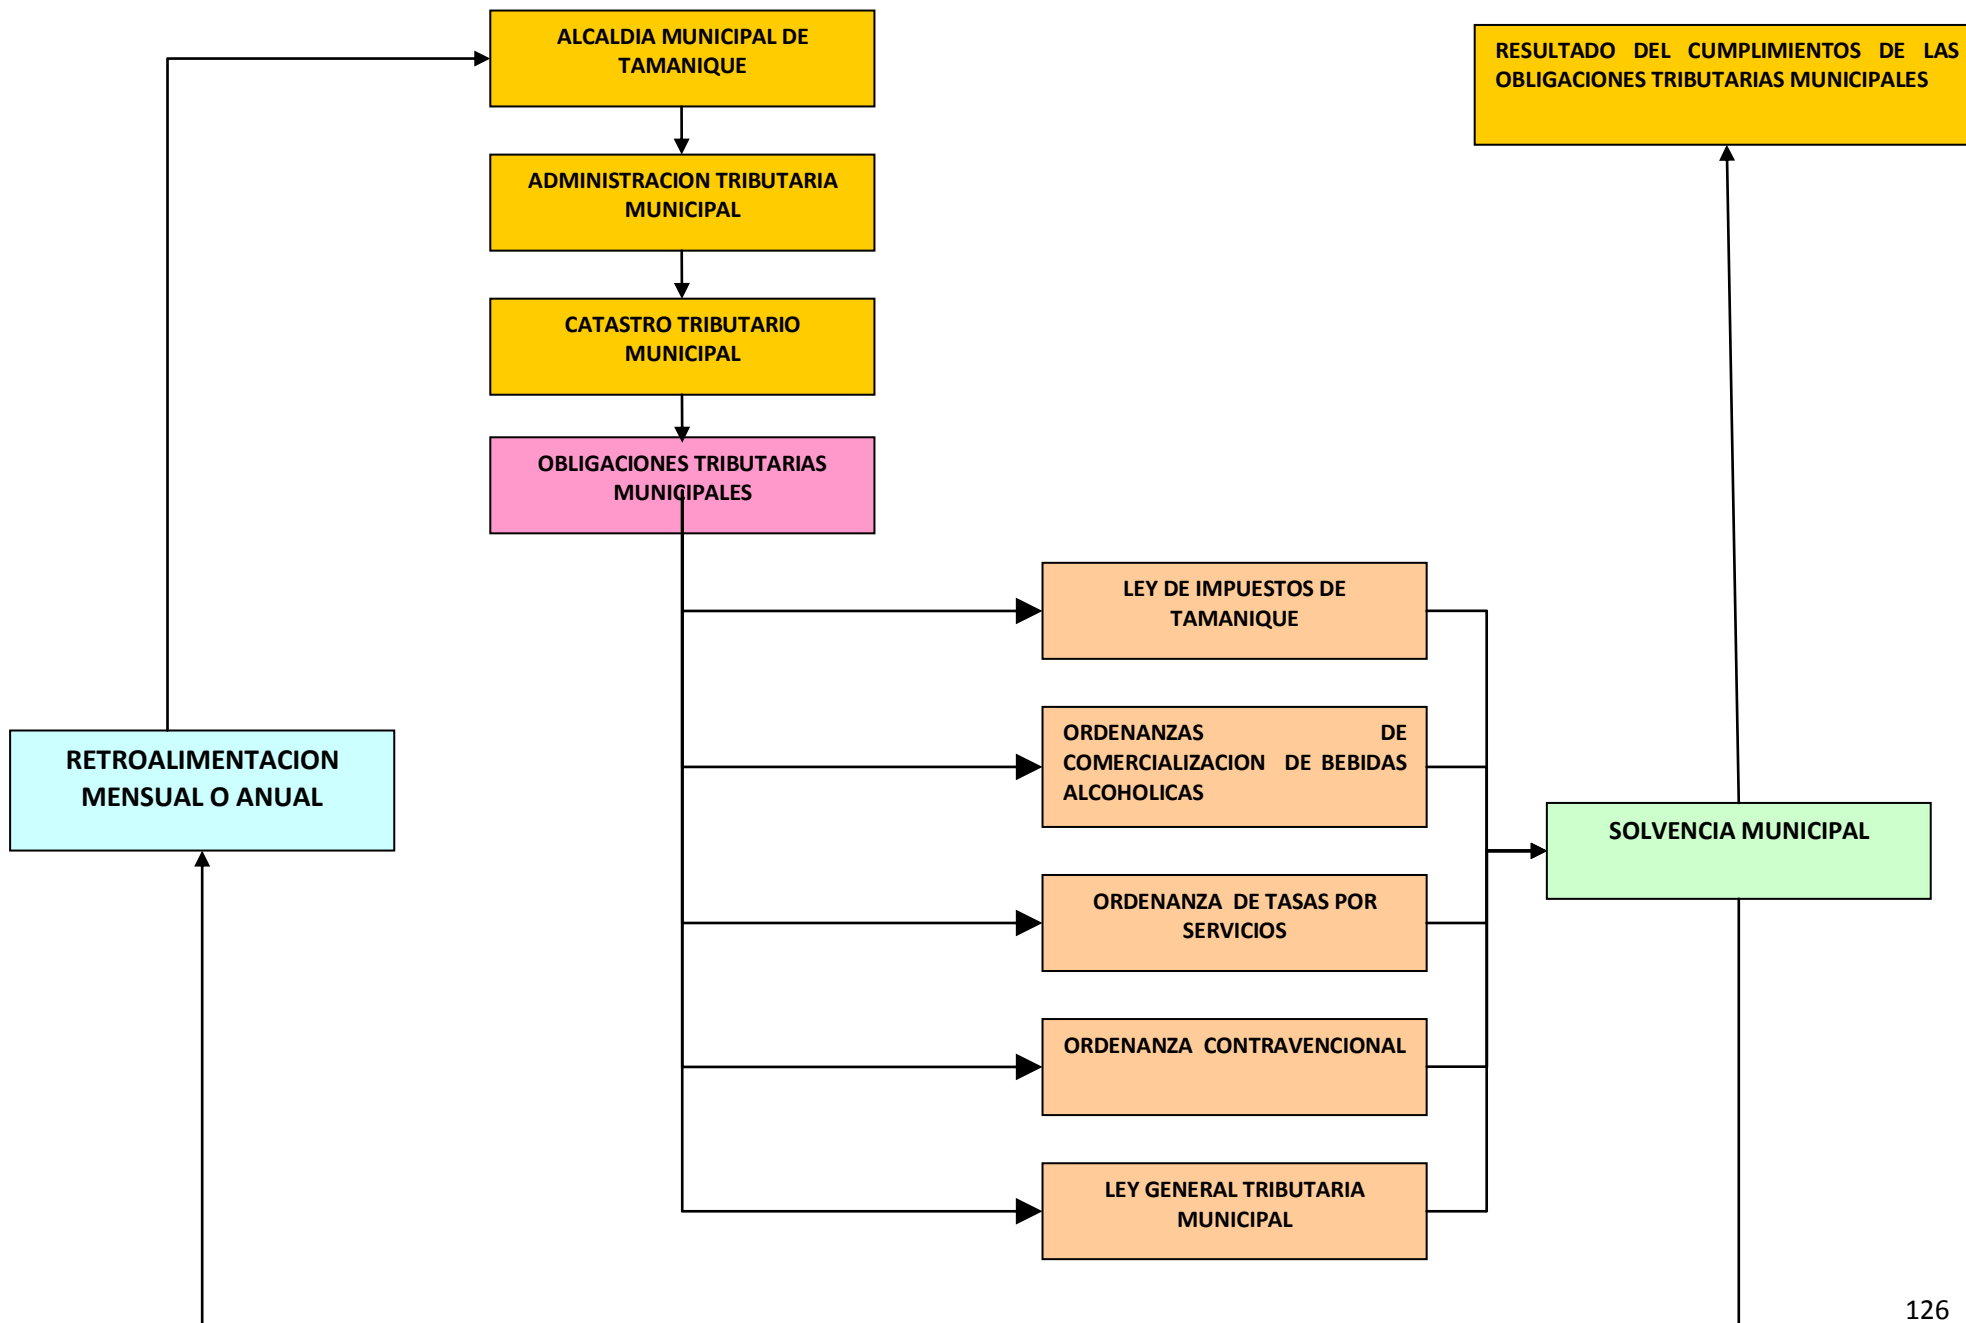 ALCALDIA MUNICIPAL DE
TAMANIQUE
RESULTADO DEL CUMPLIMIENTOS DE LAS
OBLIGACIONES TRIBUTARIAS MUNICIPALES
ADMINISTRACION TRIBUTARIA
MUNICIPAL
CATASTRO TRIBUTARIO
MUNICIPAL
OBLIGACIONES TRIBUTARIAS
MUNICIPALES
LEY DE IMPUESTOS DE
TAMANIQUE
RETROALIMENTACION
MENSUAL O ANUAL
ORDENANZAS DE
COMERCIALIZACION DE BEBIDAS
ALCOHOLICAS
SOLVENCIA MUNICIPAL
ORDENANZA DE TASAS POR
SERVICIOS
ORDENANZA CONTRAVENCIONAL
LEY GENERAL TRIBUTARIA
MUNICIPAL
126